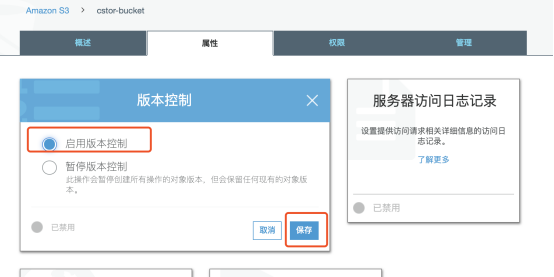 Amazon S3 > cstor-bucket
概述 属性 权限 管理
版本控制
启用版本控制
暂停版本控制
此操作会暂停创建所有操作的对象版本，但会保留任何现有的对象版
本。
已禁用
取消 保存
服务器访问日志记录
设置提供访问请求相关详细信息的访问日
志记录。
了解更多
已禁用